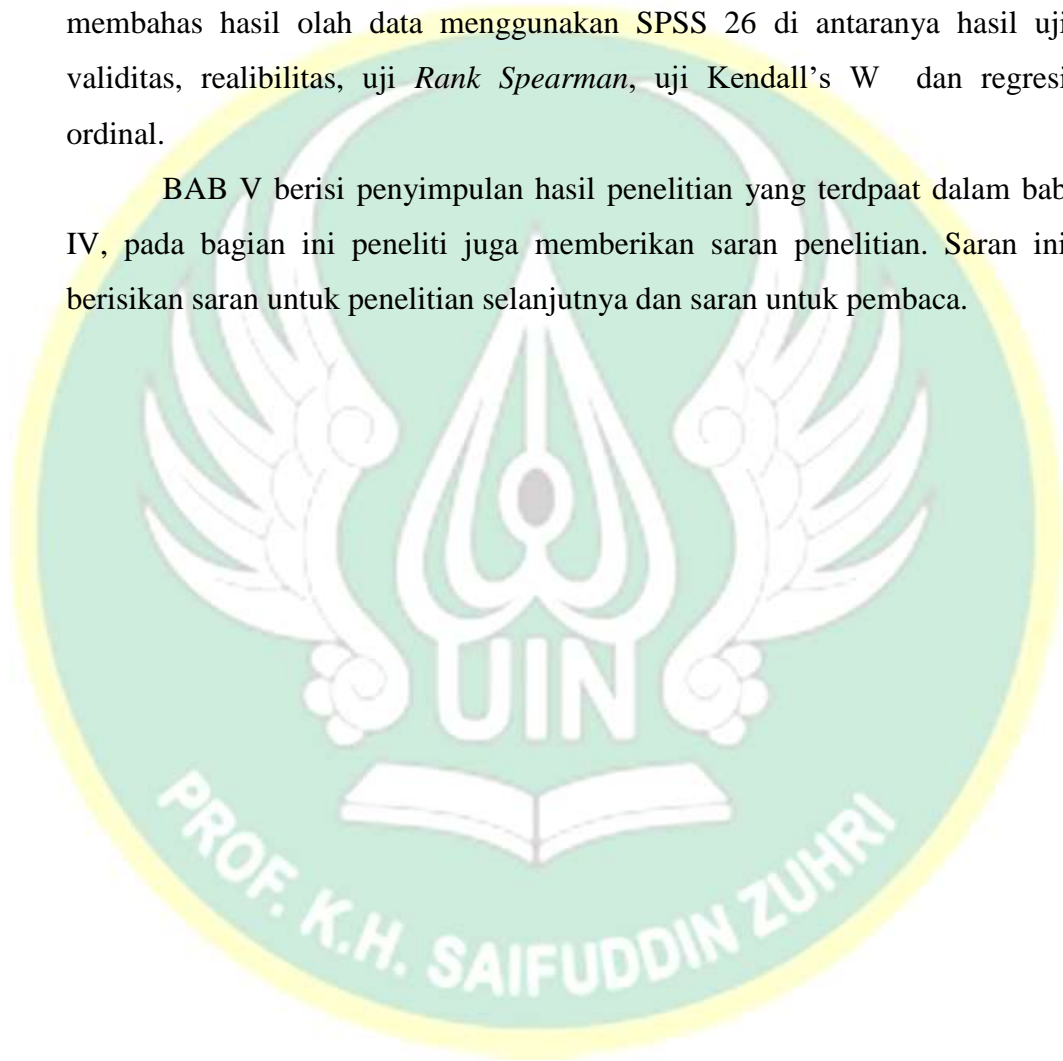 membahas hasil olah data menggunakan SPSS 26 di antaranya hasil uji
validitas, realibilitas, uji Rank Spearman, uji Kendall’s W dan regresi
ordinal.
BAB V berisi penyimpulan hasil penelitian yang terdpaat dalam bab
IV, pada bagian ini peneliti juga memberikan saran penelitian. Saran ini
berisikan saran untuk penelitian selanjutnya dan saran untuk pembaca.
UIN
PROF. K.H. SAIFUDDIN ZUHRI